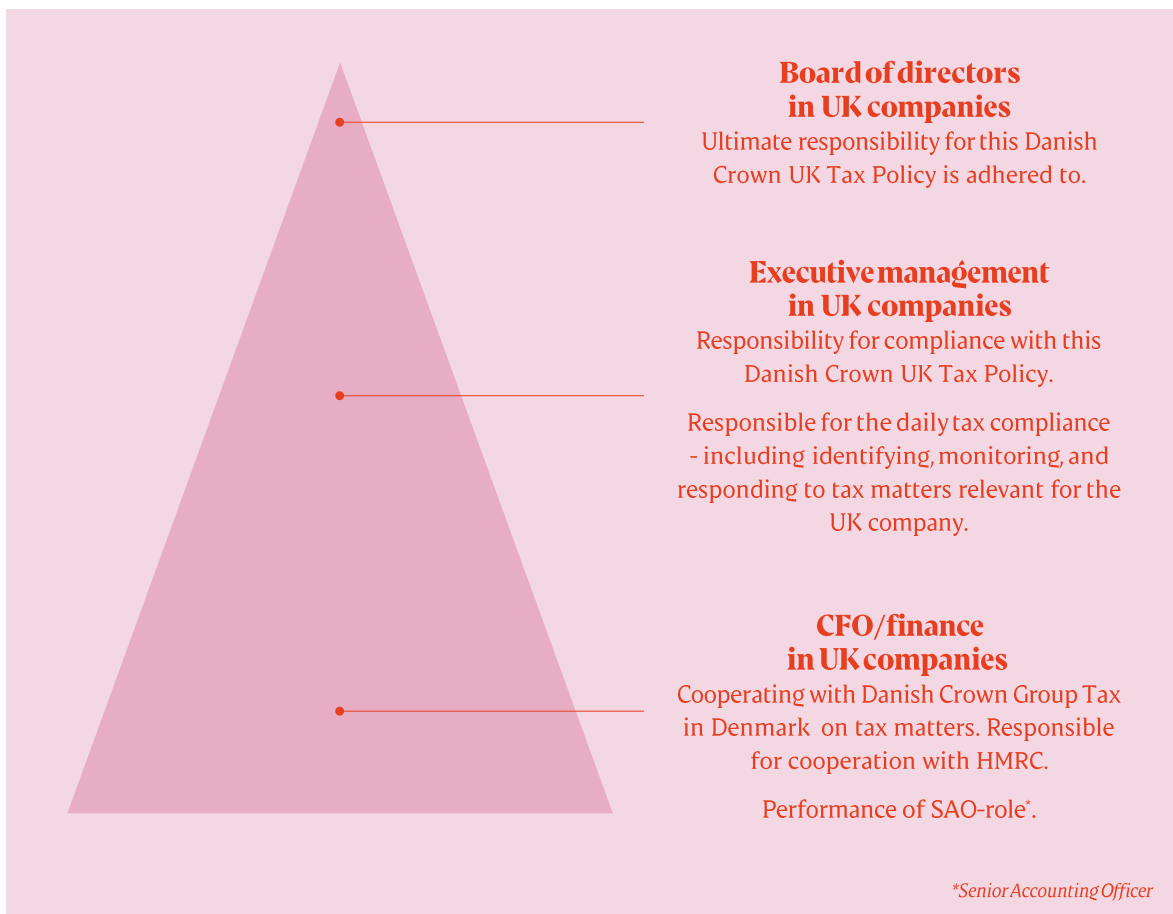 Board of directors
in UK companies
Ultimate responsibility for this Danish
Crown UK Tax Policy is adhered to.
Executive management
in UK companies
Responsibility for compliance with this
Danish Crown UK Tax Policy.
Responsible for the daily tax compliance
- including identifying, monitoring, and
responding to tax matters relevant for the
UK company.
CFO/finance
in UK companies
Cooperating with Danish Crown Group Tax
in Denmark on tax matters. Responsible
for cooperation with HMRC.
Performance of SAO-role*.
*Senior Accounting Officer